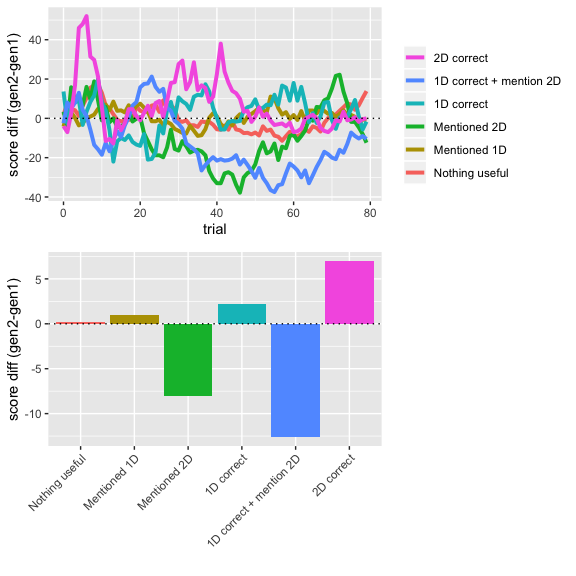 score diff (gen2-gen1)
40
20
0
-20
-40
0
20
40
60
80
trial
2D correct
1D correct + mention 2D
1D correct
Mentioned 2D
Mentioned 1D
Nothing useful
score diff (gen2-gen1)
5
0
-5
-10
Nothing useful
Mentioned 1D
Mentioned 2D
1D correct
1D correct + mention 2D
2D correct